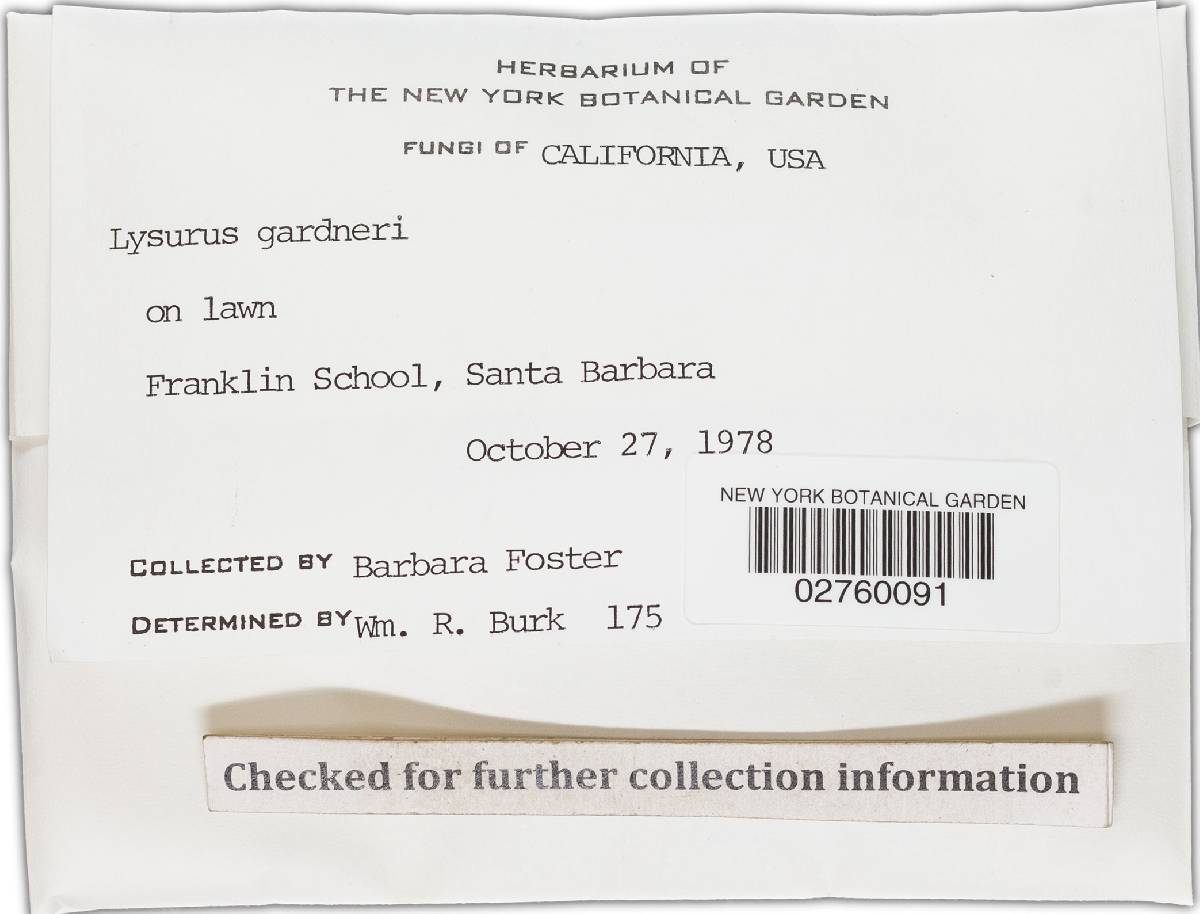 HERBARIUM OF
THE NEW YORK BOTANICAL GARDEN
FUNGI OF CALIFORNIA, USA
Lysurus gardneri
on lawn
Franklin School, Santa Barbara
October 27, 1978
NEW YORK BOTANICAL GARDEN
02760091
COLLECTED BY Barbara Foster
DETERMINED BY Wm. R. Burk 175
Checked for further collection information